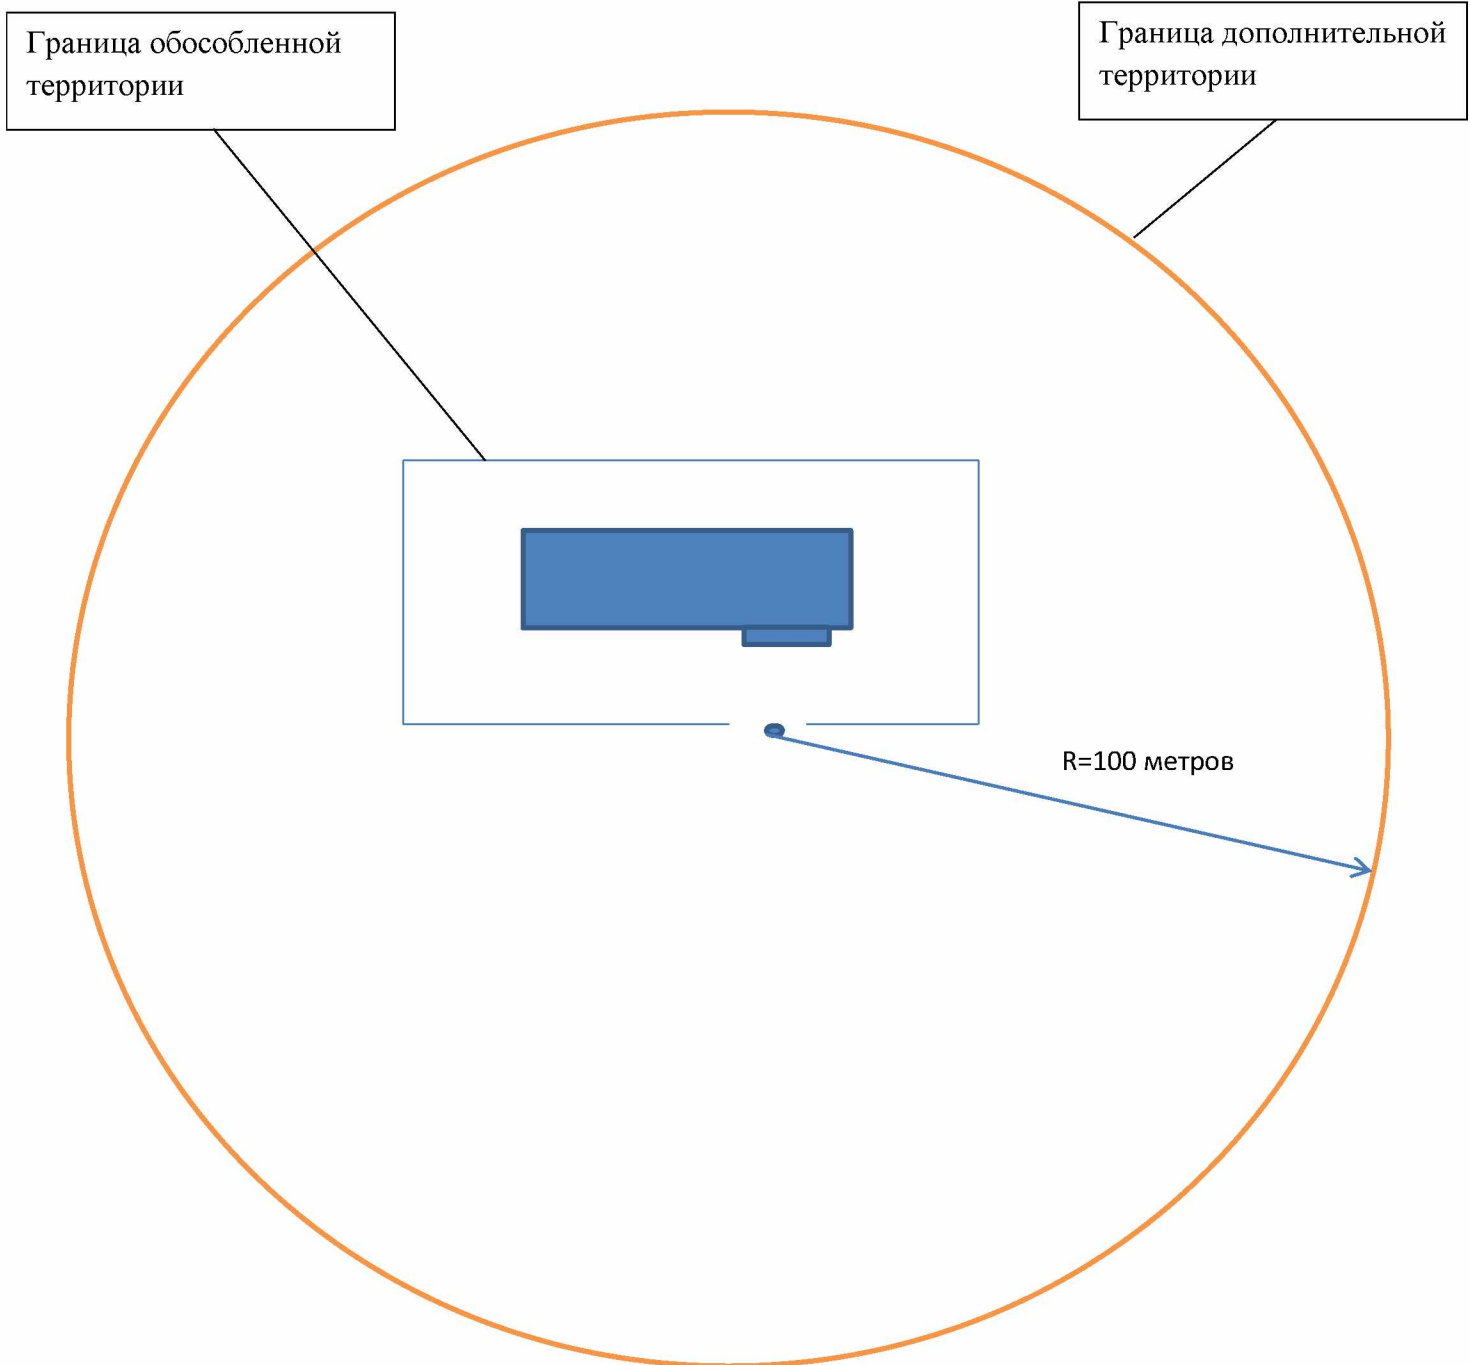 Граница обособленной
территории
Граница дополнительной
территории
R=100 метров